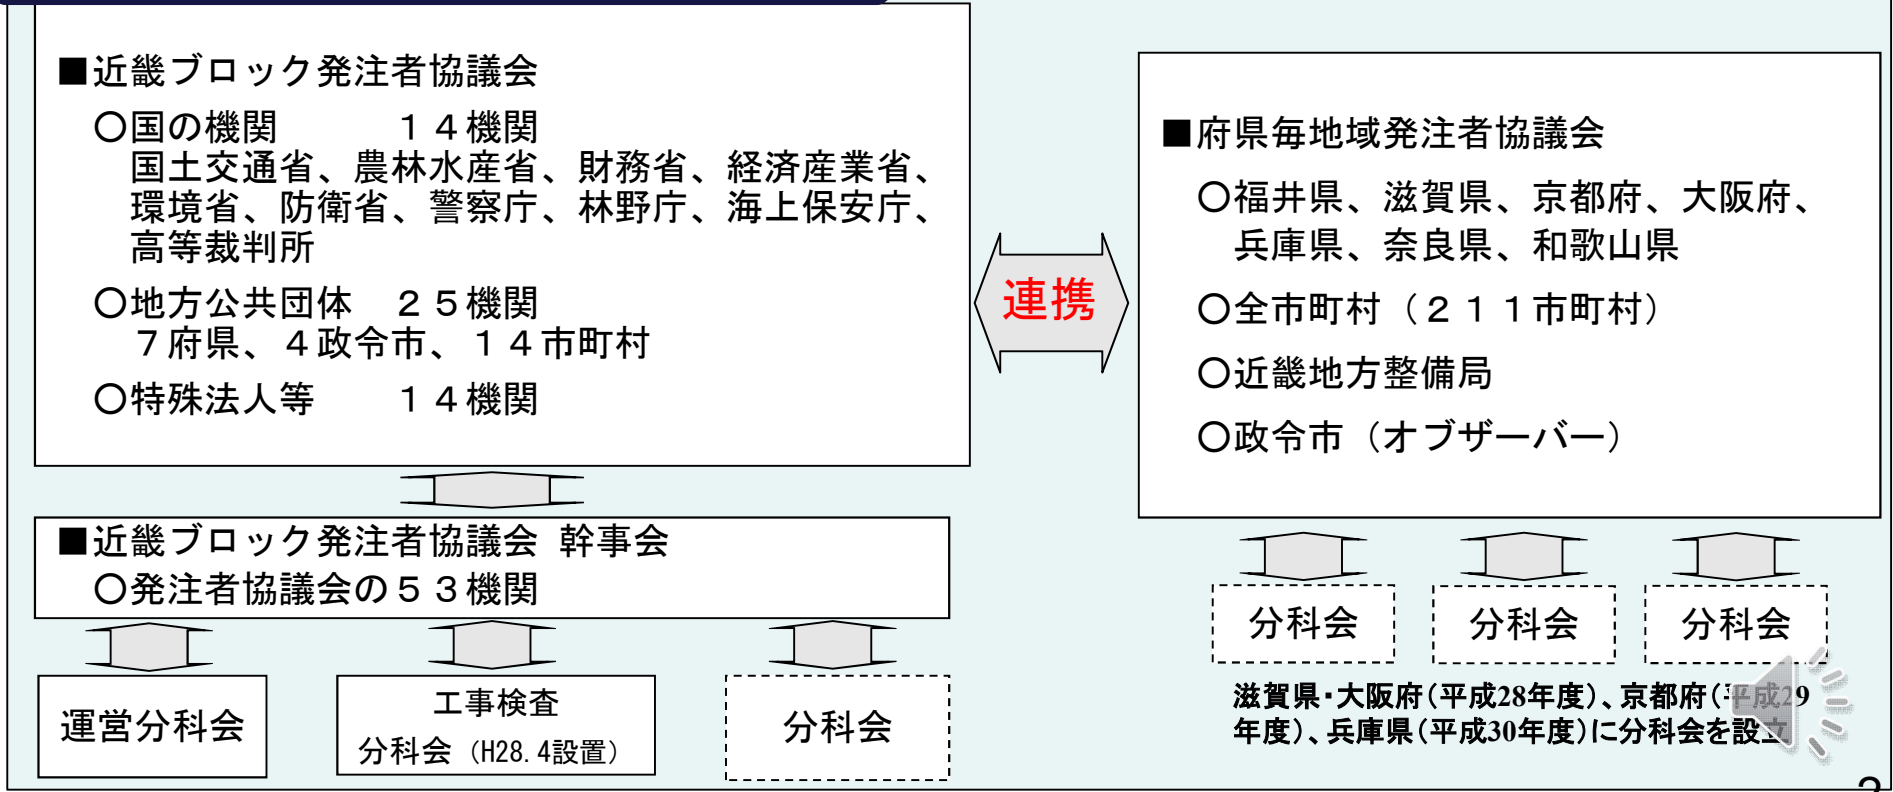 ■近畿ブロック発注者協議会
○国の機関　　　１４機関
国土交通省、農林水産省、財務省、経済産業省、
環境省、防衛省、警察庁、林野庁、海上保安庁、
高等裁判所
○地方公共団体　２５機関
７府県、４政令市、１４市町村
○特殊法人等　　１４機関
連携
■府県毎地域発注者協議会
○福井県、滋賀県、京都府、大阪府、
兵庫県、奈良県、和歌山県
○全市町村（２１１市町村）
○近畿地方整備局
○政令市（オブザーバー）
■近畿ブロック発注者協議会 幹事会
○発注者協議会の５３機関
運営分科会
工事検査
分科会（H28.4設置）
分科会
分科会
分科会
分科会
滋賀県・大阪府（平成28年度）、京都府（平成29
年度）、兵庫県（平成30年度）に分科会を設立